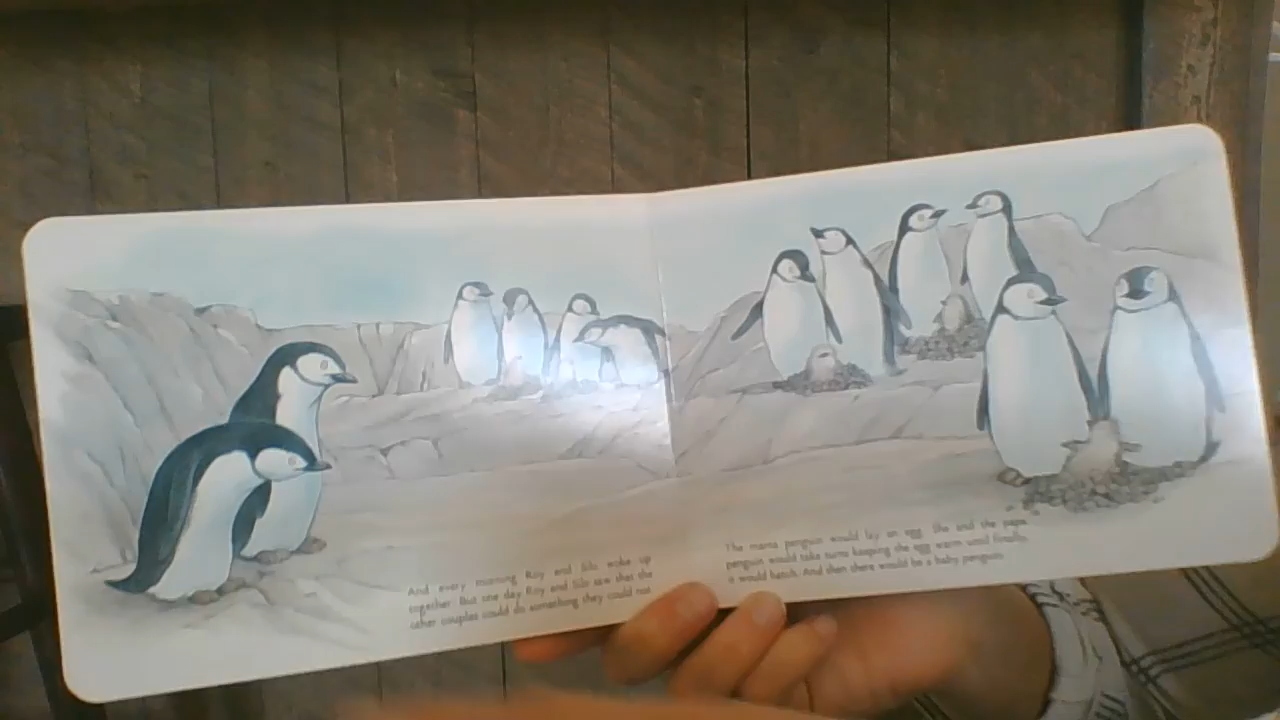 And every morning Roy and Silo woke up
together. But one day Roy and Silo saw that the
other couples could do something they could not.
The mama penguin would lay an egg. She and the papa
penguin would take turns keeping the egg warm until finally,
it would hatch. And then there would be a baby penguin.